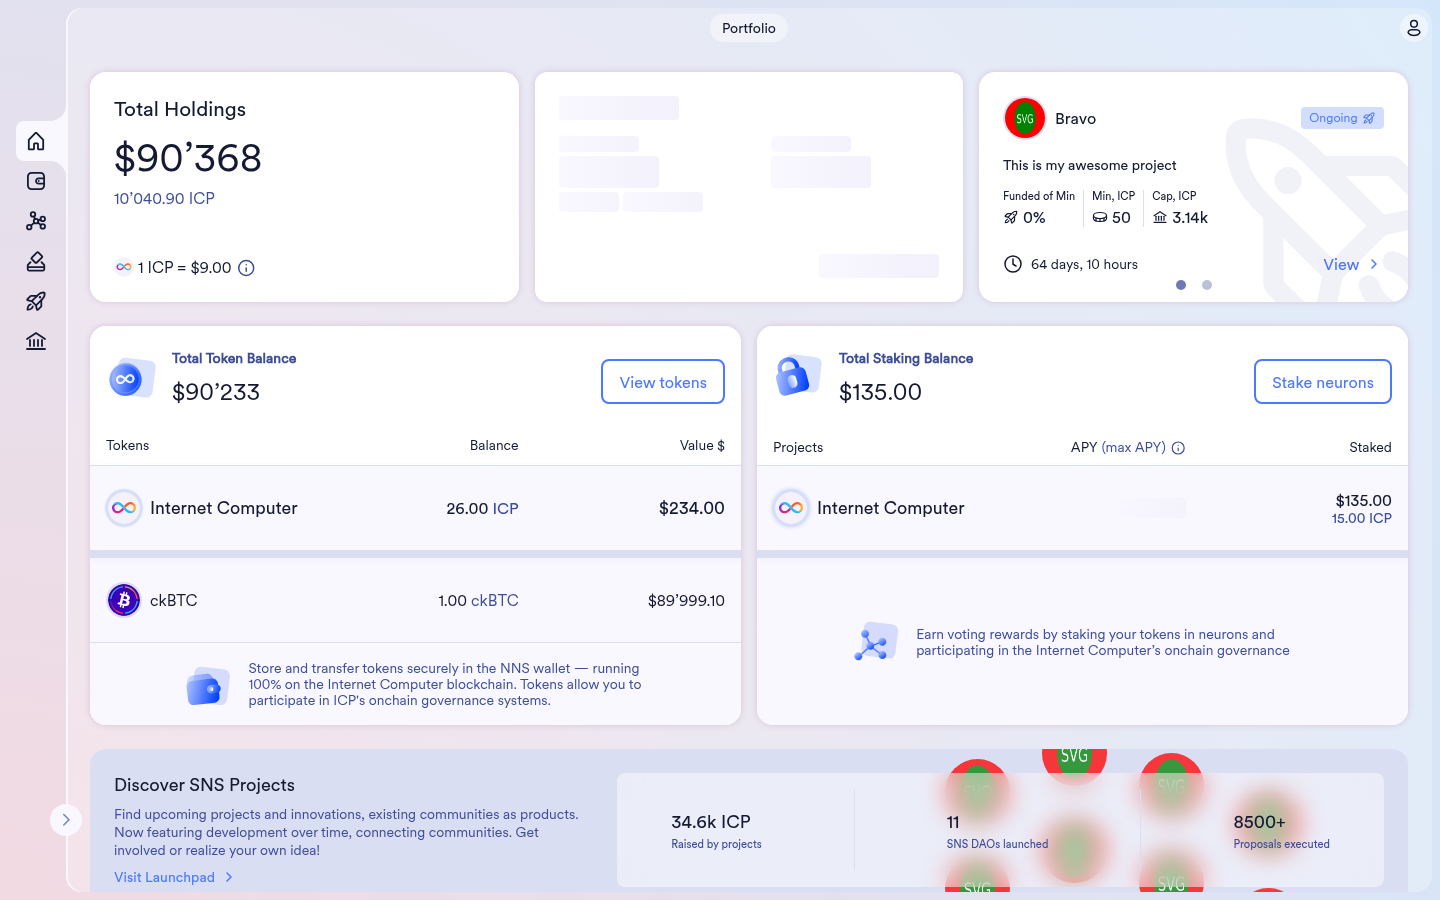 Portfolio
Total Holdings
$90’368
10’040.90 ICP
1 ICP = $9.00
SVG
Bravo
Ongoing
This is my awesome project
Funded of Min
0%
Min, ICP
50
Cap, ICP
3.14k
64 days, 10 hours
View
Total Token Balance
$90’233
View tokens
Tokens
Balance
Value $
Internet Computer
26.00 ICP
$234.00
ckBTC
1.00 ckBTC
$89’999.10
Store and transfer tokens securely in the NNS wallet — running
100% on the Internet Computer blockchain. Tokens allow you to
participate in ICP's onchain governance systems.
Total Staking Balance
$135.00
Stake neurons
Projects
APY (max APY)
Staked
Internet Computer
$135.00
15.00 ICP
Earn voting rewards by staking your tokens in neurons and
participating in the Internet Computer’s onchain governance
Discover SNS Projects
Find upcoming projects and innovations, existing communities as products.
Now featuring development over time, connecting communities. Get
involved or realize your own idea!
Visit Launchpad
34.6k ICP
Raised by projects
11
SNS DAOs launched
8500+
Proposals executed
SVG
SVG
SVG
SVG
SVG